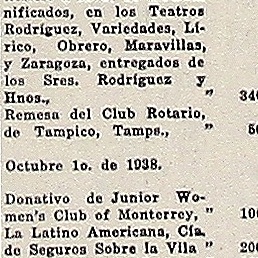 nificados, en los Teatros
Rodríguez, Variedades, Lí-
rico, Obrero, Maravillas,
y Zaragoza, entregados de
los Sres. Rodríguez y
Hnos., "
Remesa del Club Rotario,
de Tampico, Tamps., "
Octubre 1o. de 1938.
Donativo de Junior Wo-
men's Club of Monterrey, "
La Latino Americana, Cía.
de Seguros Sobre la Vila "